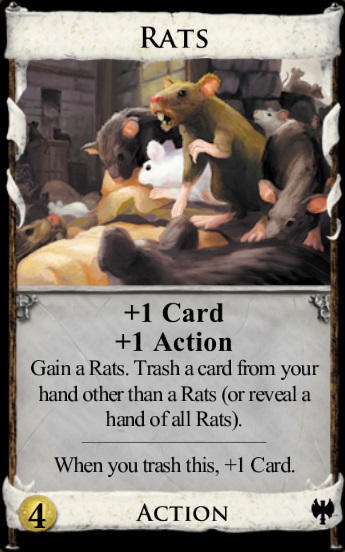 Rats
+1 Card
+1 Action
Gain a Rats. Trash a card from your
hand other than a Rats (or reveal a
hand of all Rats).
When you trash this, +1 Card.
4
Action